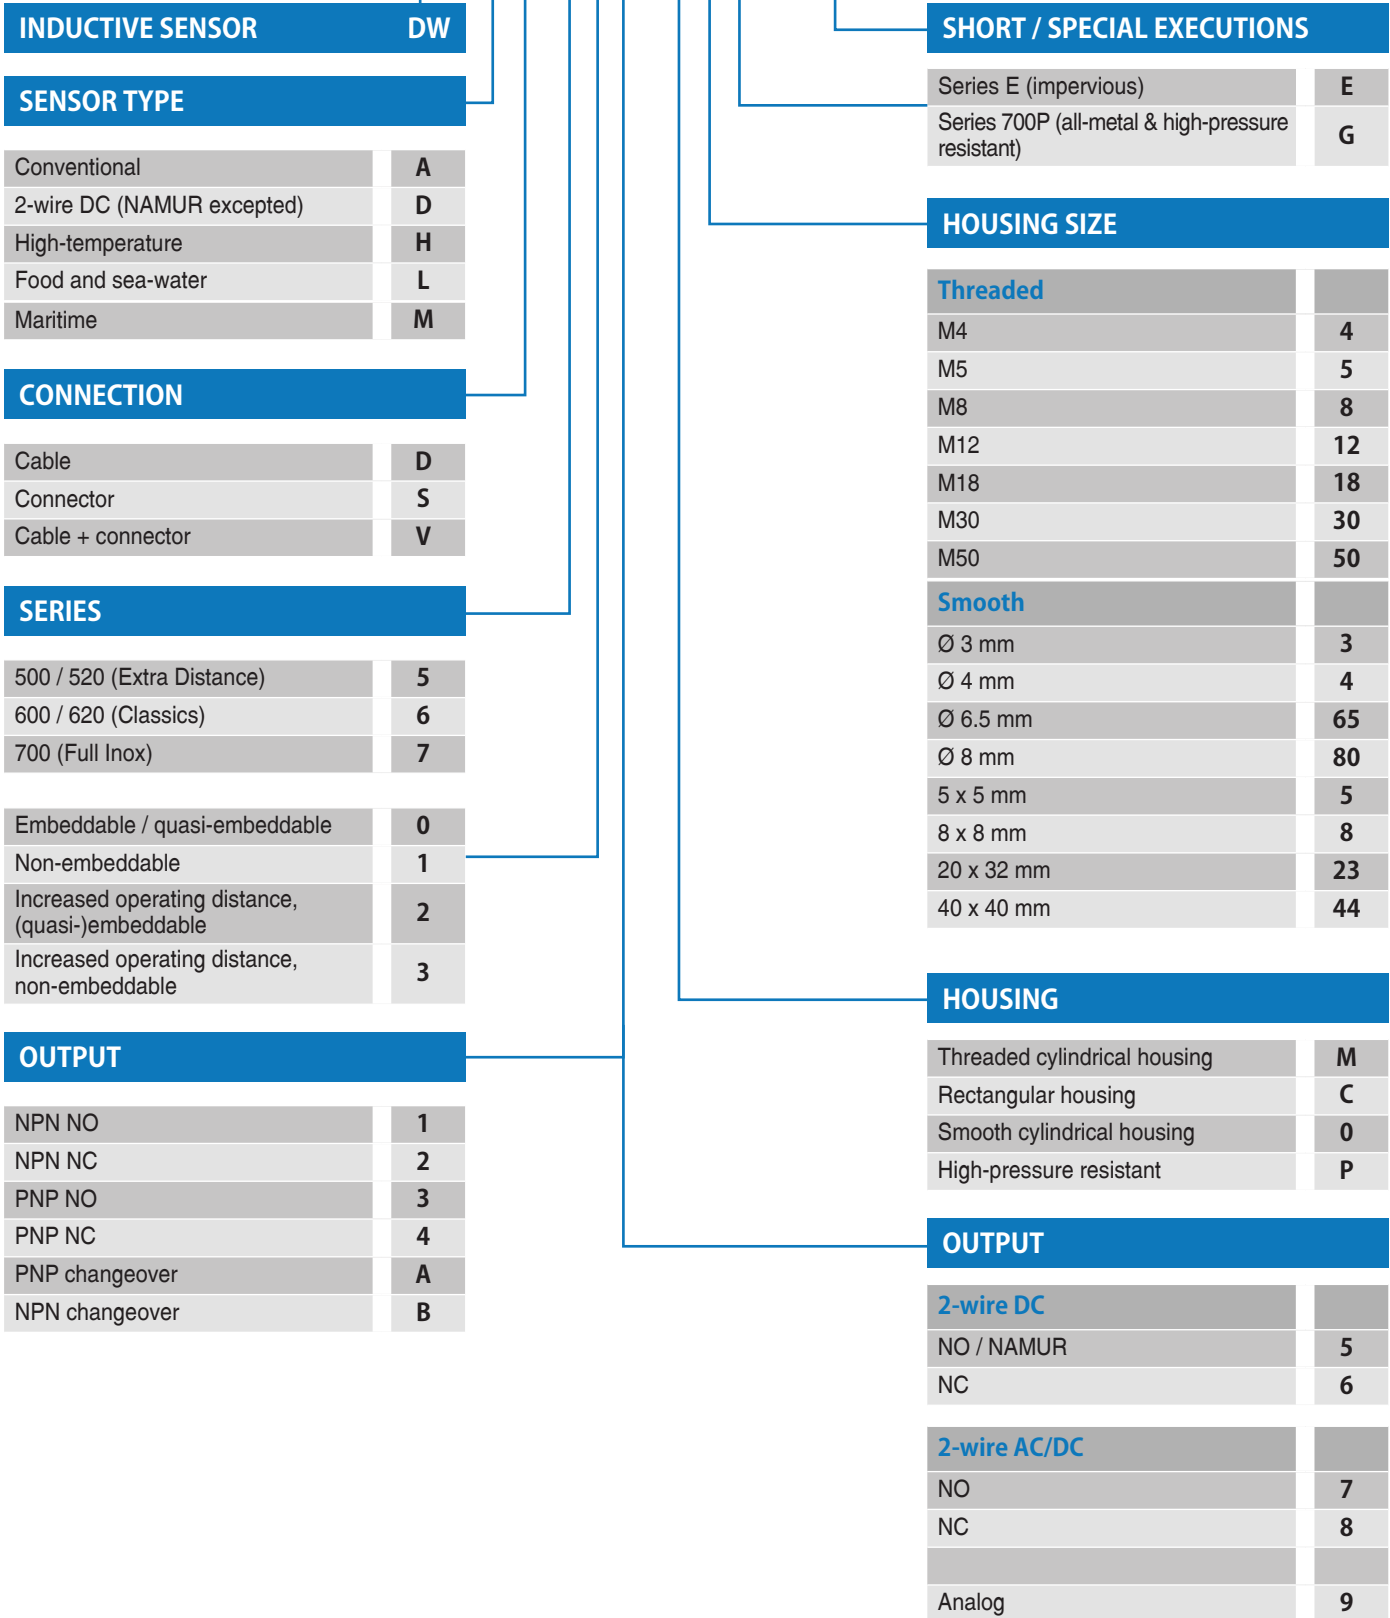 INDUCTIVE SENSOR DW
SENSOR TYPE
Conventional A
2-wire DC (NAMUR excepted) D
High-temperature H
Food and sea-water L
Maritime M
CONNECTION
Cable D
Connector S
Cable + connector V
SERIES
500 / 520 (Extra Distance) 5
600 / 620 (Classics) 6
700 (Full Inox) 7
Embeddable / quasi-embeddable 0
Non-embeddable 1
Increased operating distance,
(quasi-)embeddable 2
Increased operating distance,
non-embeddable 3
OUTPUT
NPN NO 1
NPN NC 2
PNP NO 3
PNP NC 4
PNP changeover A
NPN changeover B
SHORT / SPECIAL EXECUTIONS
Series E (impervious) E
Series 700P (all-metal & high-pressure
resistant) G
HOUSING SIZE
Threaded
M4 4
M5 5
M8 8
M12 12
M18 18
M30 30
M50 50
Smooth
Ø 3 mm 3
Ø 4 mm 4
Ø 6.5 mm 65
Ø 8 mm 80
5 x 5 mm 5
8 x 8 mm 8
20 x 32 mm 23
40 x 40 mm 44
HOUSING
Threaded cylindrical housing M
Rectangular housing C
Smooth cylindrical housing 0
High-pressure resistant P
OUTPUT
2-wire DC
NO / NAMUR 5
NC 6
2-wire AC/DC
NO 7
NC 8
Analog 9